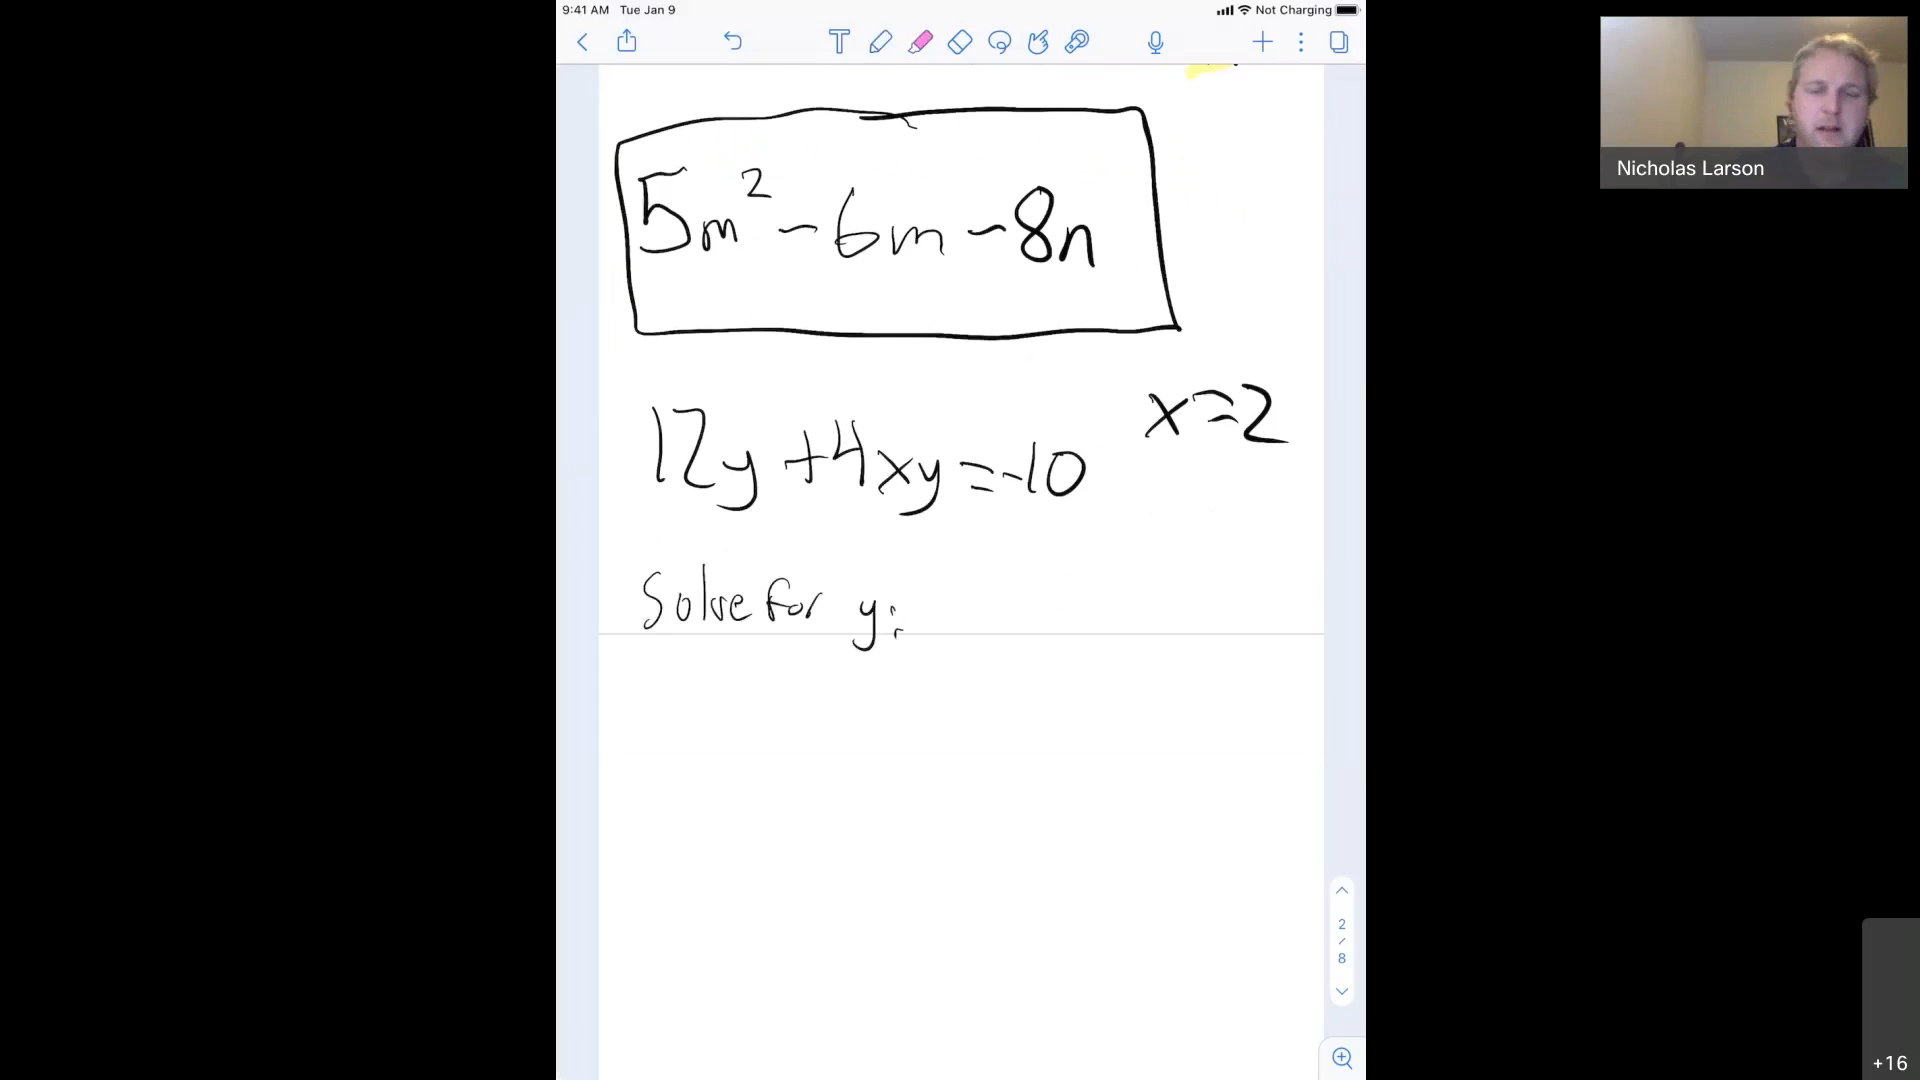 9:41 AM Tue Jan 9
Not Charging
5m² - 6m - 8n
x=2
12y + 4xy = -10
Solve for y:
Nicholas Larson
2
/
8
+16